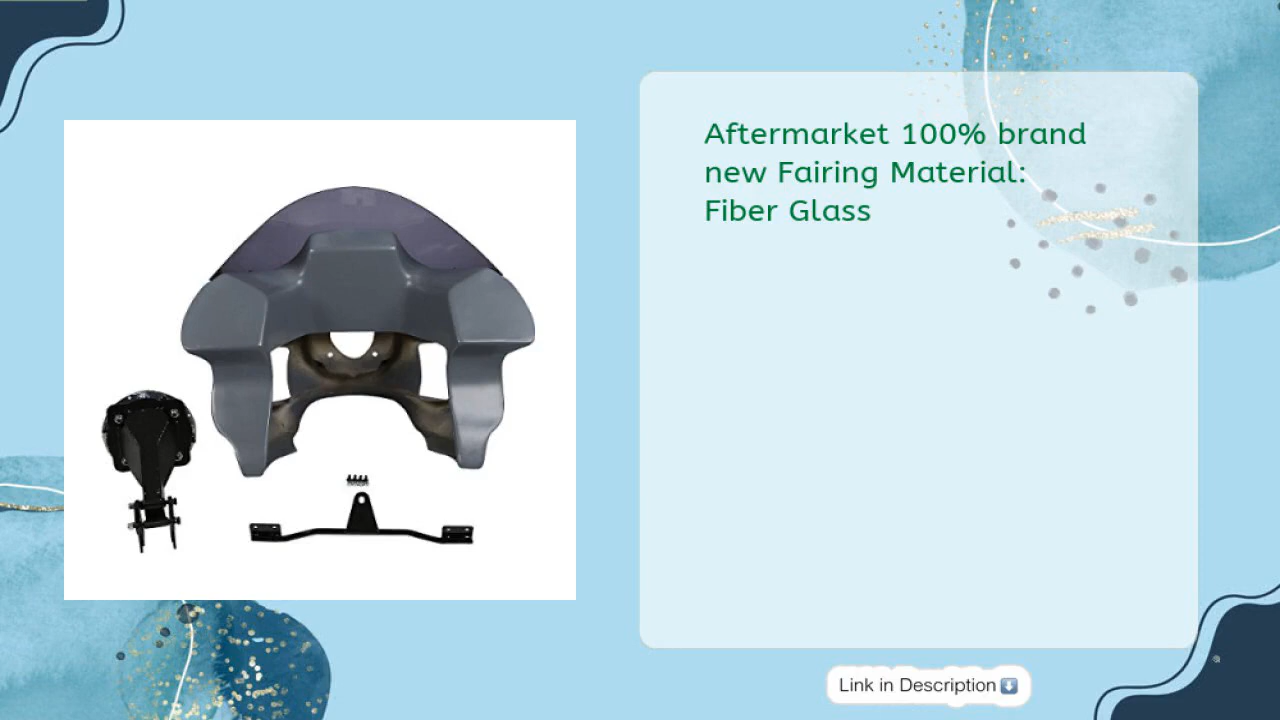 Aftermarket 100% brand
new Fairing Material:
Fiber Glass
Link in Description⬇️